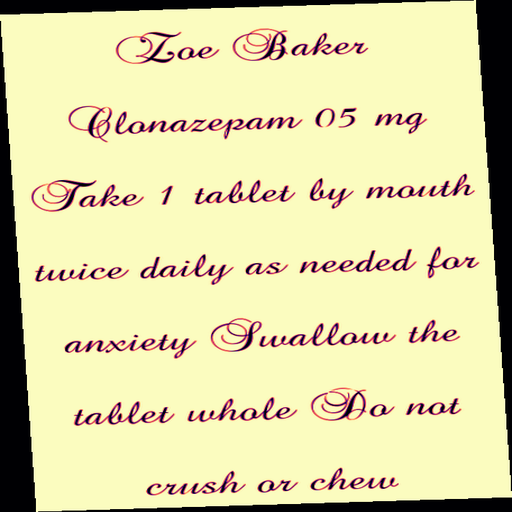 Zoe Baker
Clonazepam 05 mg
Take 1 tablet by mouth
twice daily as needed for
anxiety Swallow the
tablet whole Do not
crush or chew